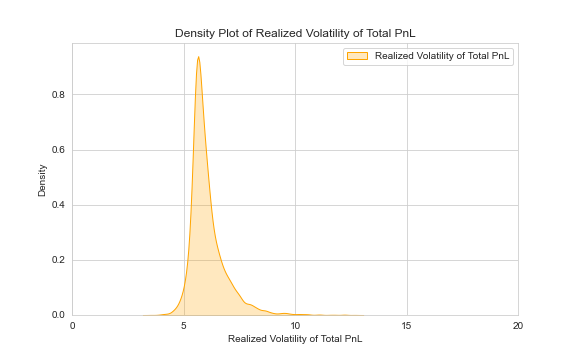 Density Plot of Realized Volatility of Total PnL
Realized Volatility of Total PnL
0.8
0.6
0.4
0.2
0.0
Density
0 5 10 15 20
Realized Volatility of Total PnL